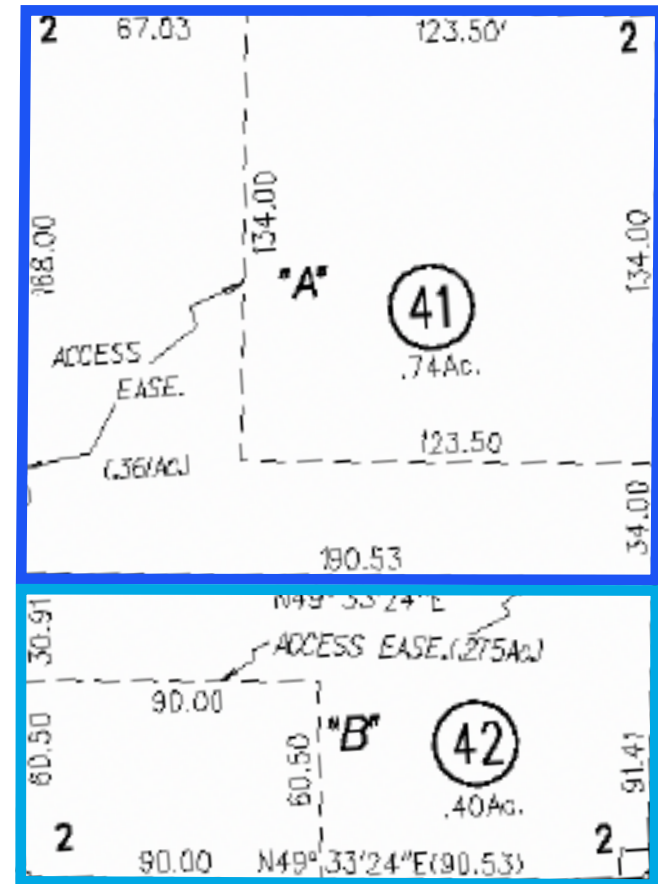 2
67.03
123.50'
2
168.00
134.00
134.00
"A"
41
.74Ac.
ACCESS
EASE.
(.361Ac.)
123.50
34.00
190.53
N49° 33'24"E
30.91
ACCESS EASE.(.275Ac.)
90.00
60.50
60.50
"B"
42
91.41
.40Ac.
2
2
90.00
N49° 33'24"E(90.53)